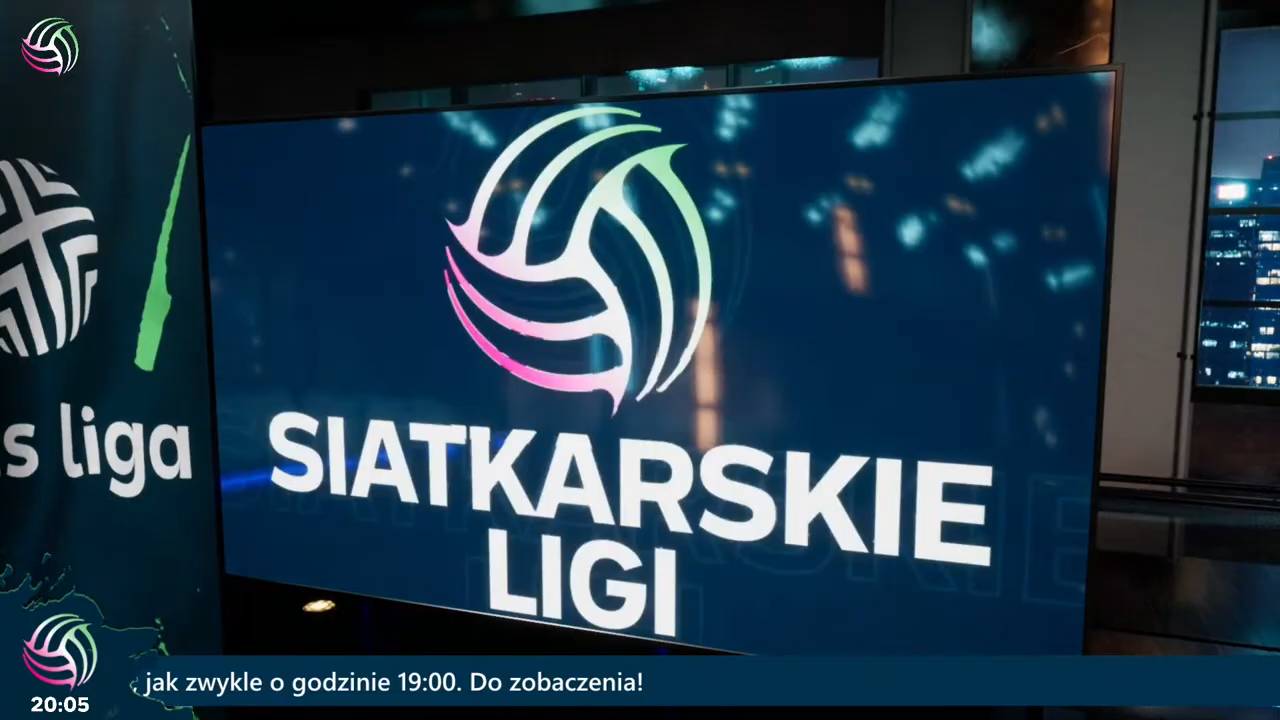 s liga
SIATKARSKIE
LIGI
, jak zwykle o godzinie 19:00. Do zobaczenia!
20:05